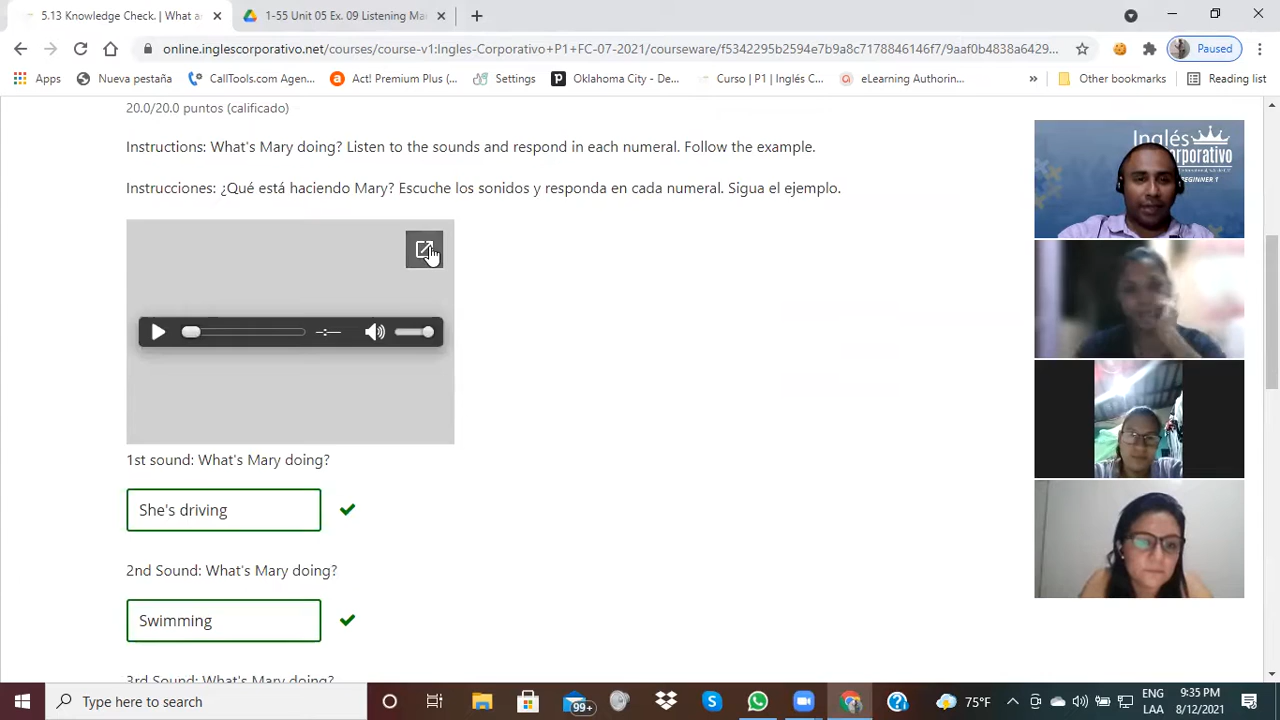 5.13 Knowledge Check. | What a
1-55 Unit 05 Ex. 09 Listening Ma
online.inglescorporativo.net/courses/course-v1:Ingles-Corporativo+P1+FC-07-2021/courseware/f5342295b2594e7b9a8c7178846146f7/9aaf0b4838a6429...
Paused
Apps
Nueva pestaña
CallTools.com Agen...
Act! Premium Plus (...
Settings
Oklahoma City - De...
Curso | P1 | Inglés C...
eLearning Authorin...
»
Other bookmarks
Reading list
20.0/20.0 puntos (calificado)
Instructions: What's Mary doing? Listen to the sounds and respond in each numeral. Follow the example.
Instrucciones: ¿Qué está haciendo Mary? Escuche los sonidos y responda en cada numeral. Siga el ejemplo.
-:--
1st sound: What's Mary doing?
She's driving
2nd Sound: What's Mary doing?
Swimming
3rd Sound: What's Mary doing?
Inglés
BEGINNER 1
Type here to search
99+
75°F
ENG
LAA
9:35 PM
8/12/2021